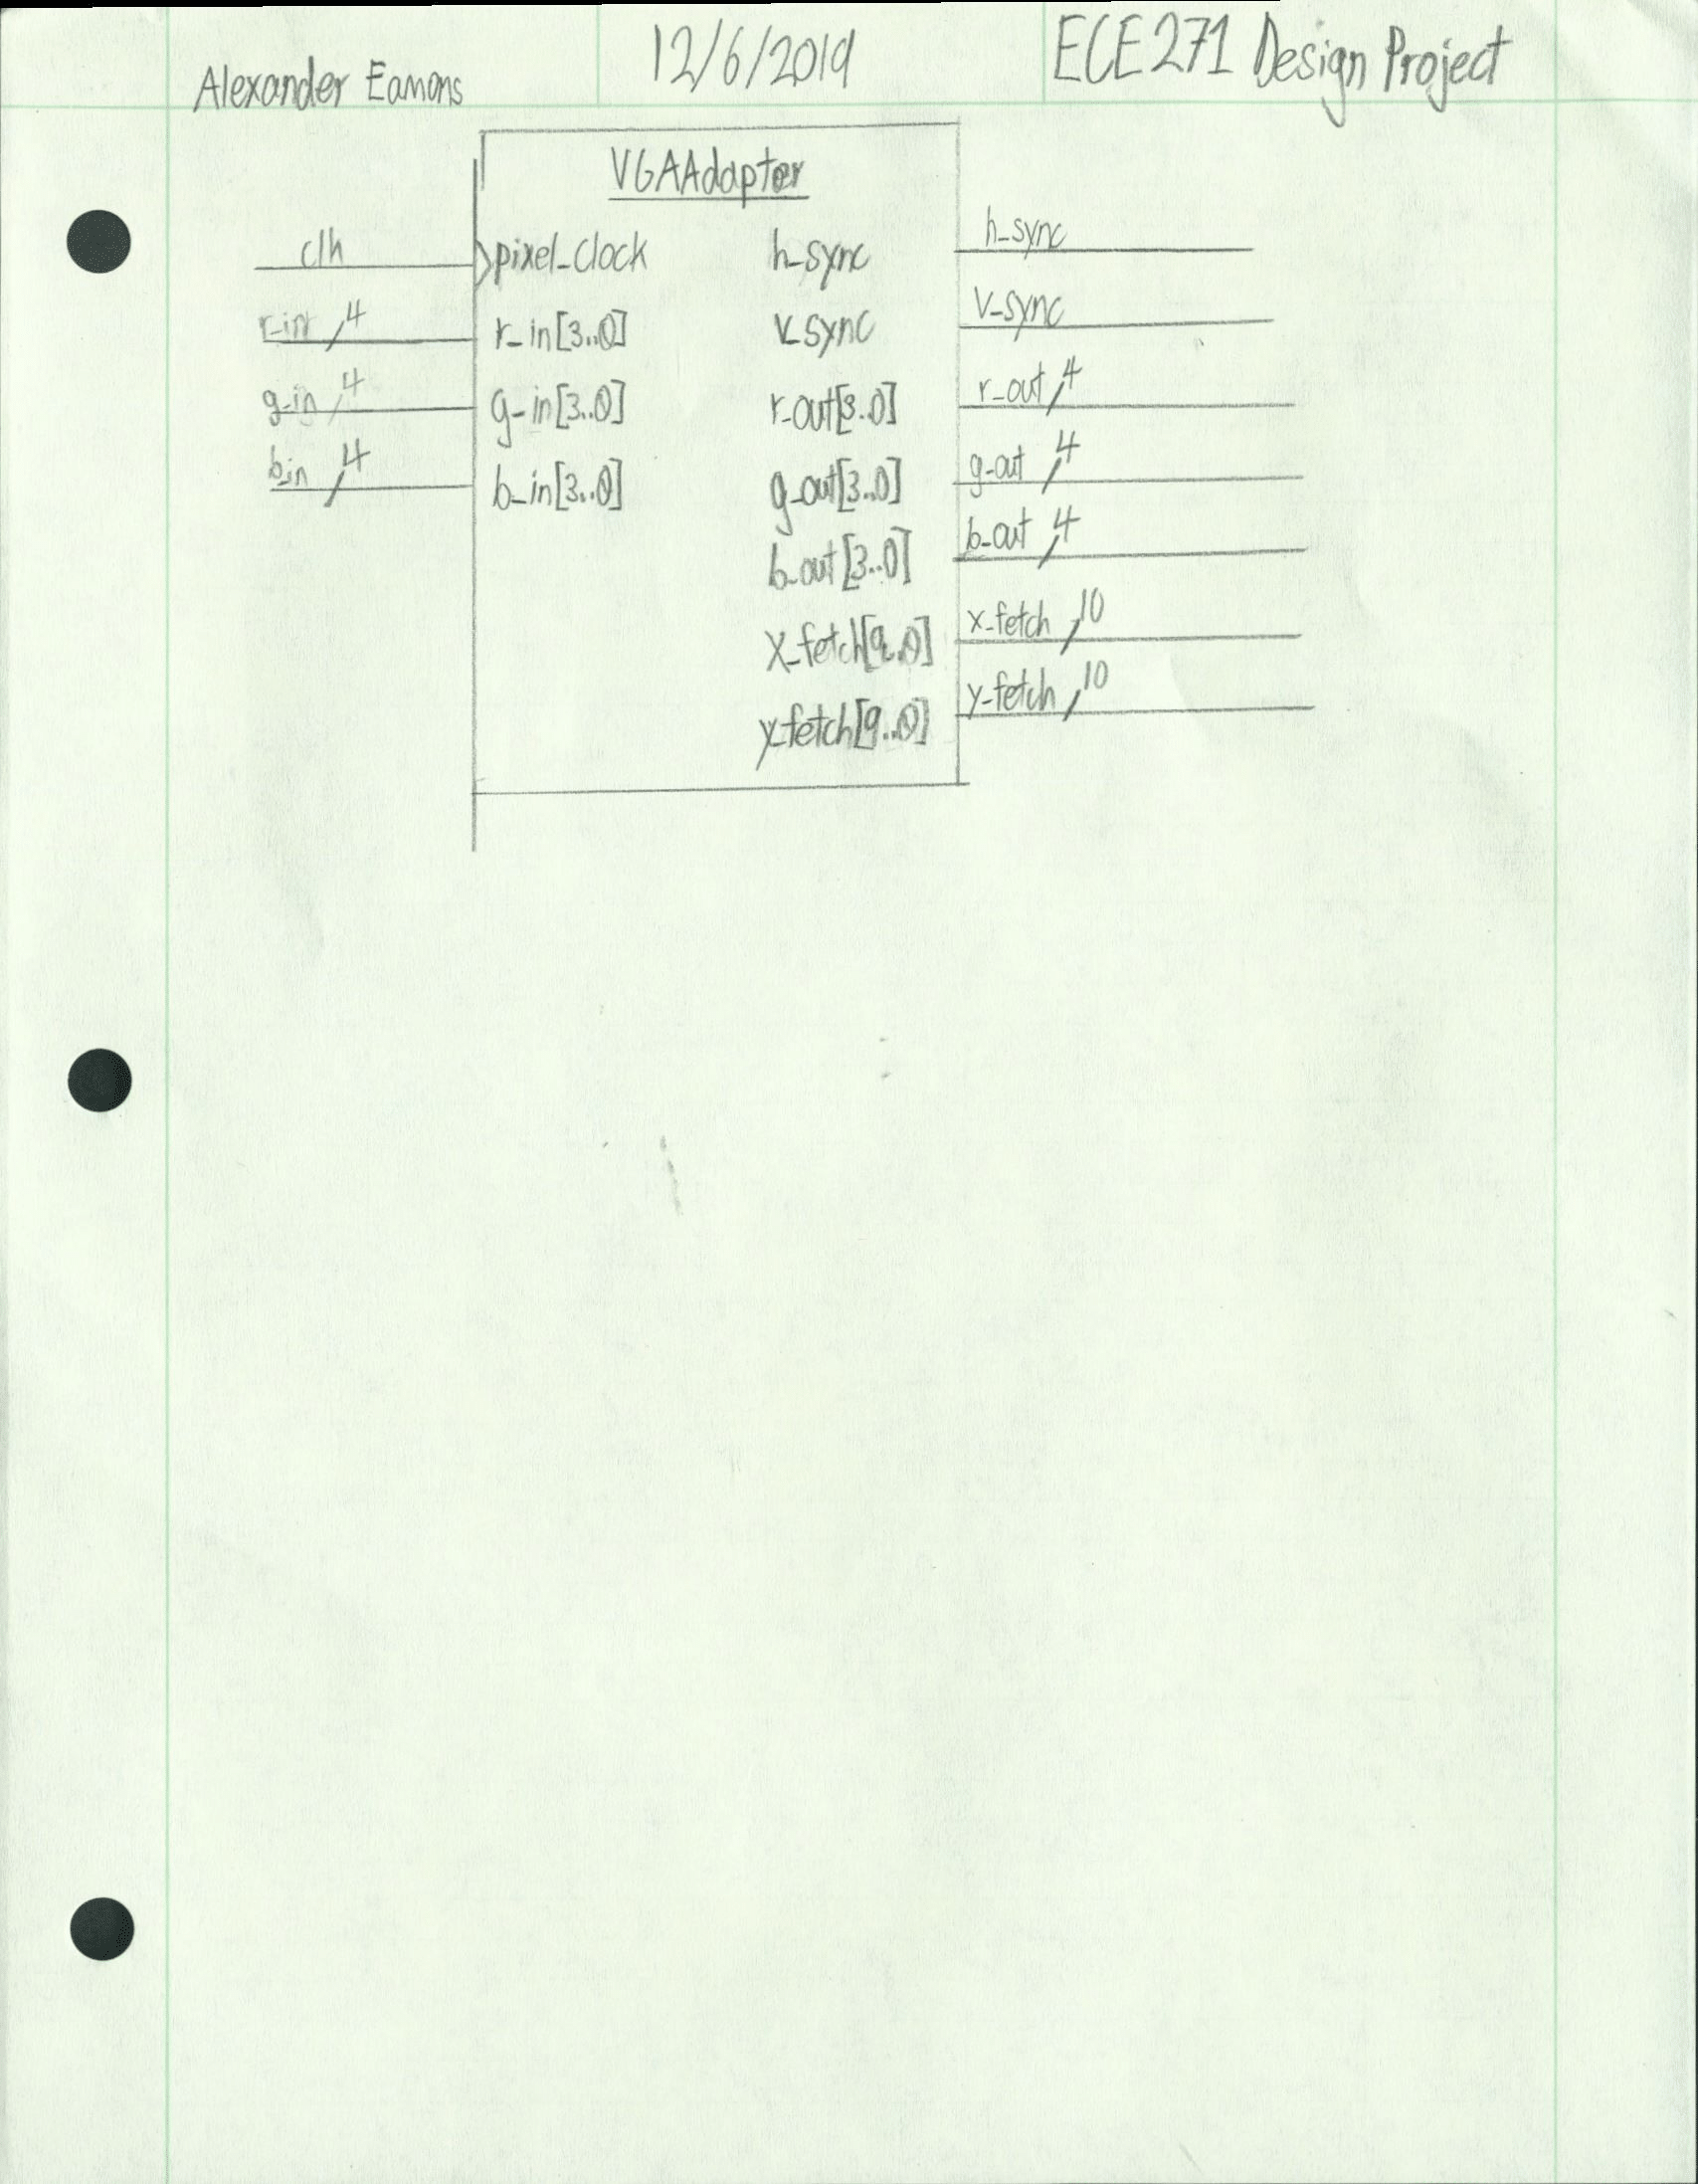 Alexander Eamons 12/6/2019 ECE 271 Design Project
VGAAdapter
clk pixel_clock h_sync h_sync
r_in 4 r_in[3..0] v_sync v_sync
g_in 4 g_in[3..0] r_out[3..0] r_out 4
b_in 4 b_in[3..0] g_out[3..0] g_out 4
b_out[3..0] b_out 4
x_fetch[9..0] x_fetch 10
y_fetch[9..0] y_fetch 10